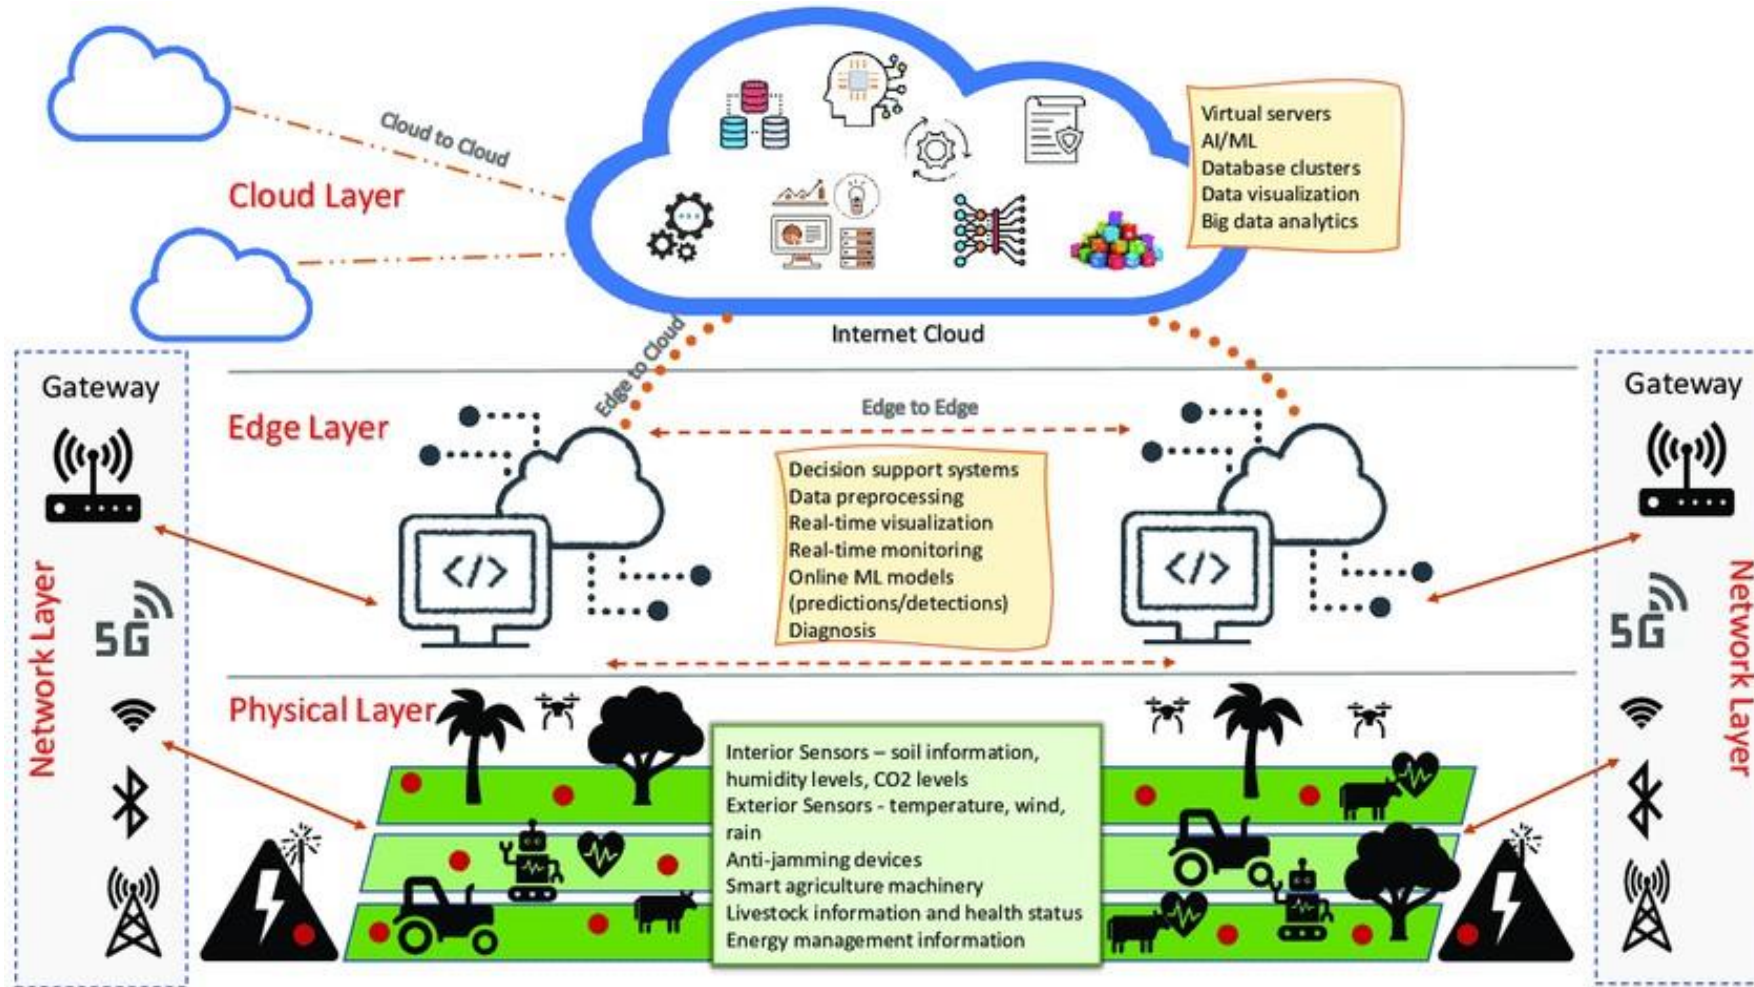 Cloud to Cloud
Cloud Layer
Virtual servers
AI/ML
Database clusters
Data visualization
Big data analytics
Internet Cloud
Edge to Cloud
Gateway
Network Layer
5G
Edge Layer
Edge to Edge
</>
Decision support systems
Data preprocessing
Real-time visualization
Real-time monitoring
Online ML models
(predictions/detections)
Diagnosis
</>
Gateway
5G
Network Layer
Physical Layer
Interior Sensors – soil information,
humidity levels, CO2 levels
Exterior Sensors - temperature, wind,
rain
Anti-jamming devices
Smart agriculture machinery
Livestock information and health status
Energy management information